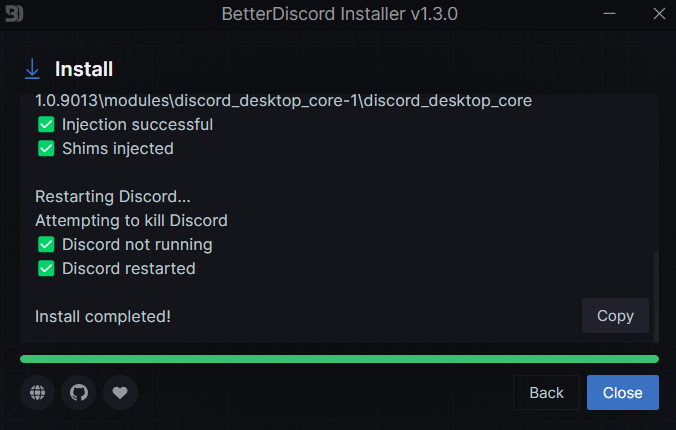 BetterDiscord Installer v1.3.0
Install
1.0.9013\modules\discord_desktop_core-1\discord_desktop_core
✅ Injection successful
✅ Shims injected
Restarting Discord...
Attempting to kill Discord
✅ Discord not running
✅ Discord restarted
Install completed!
Copy
Back
Close